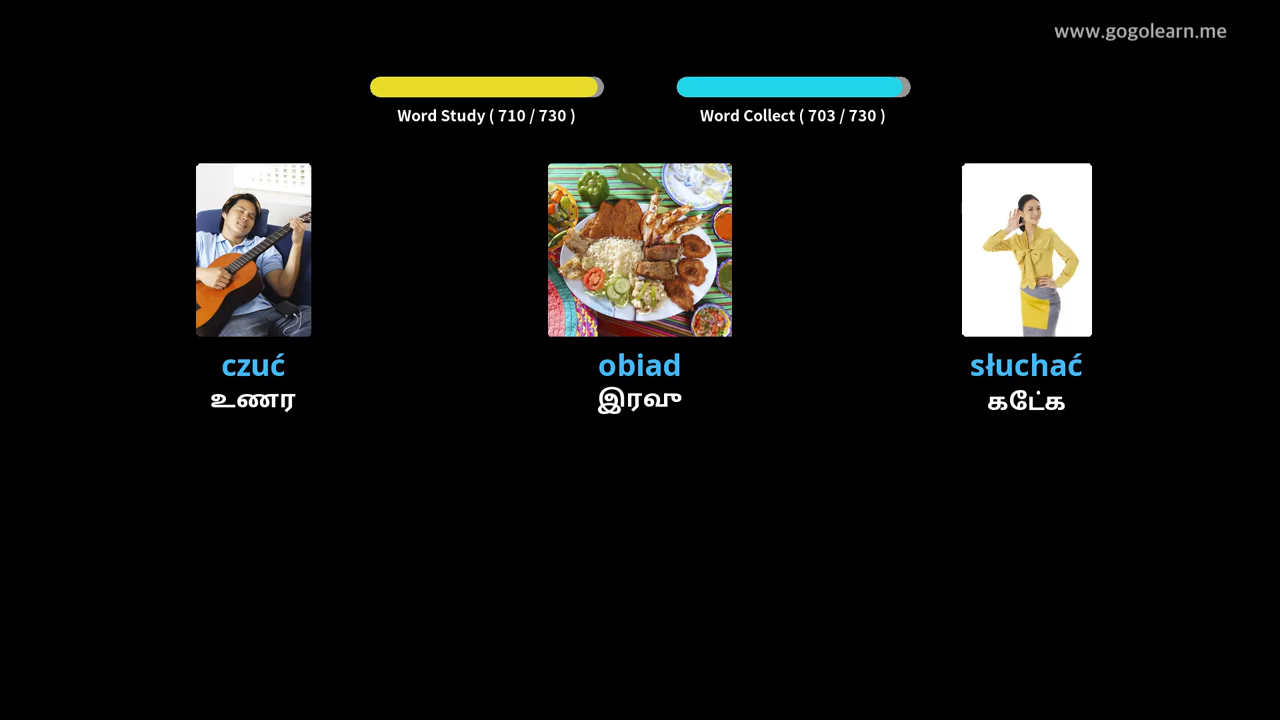 www.gogolearn.me
Word Study ( 710 / 730 )
Word Collect ( 703 / 730 )
czuć
obiad
słuchać
உணர
இரவு
கேட்க